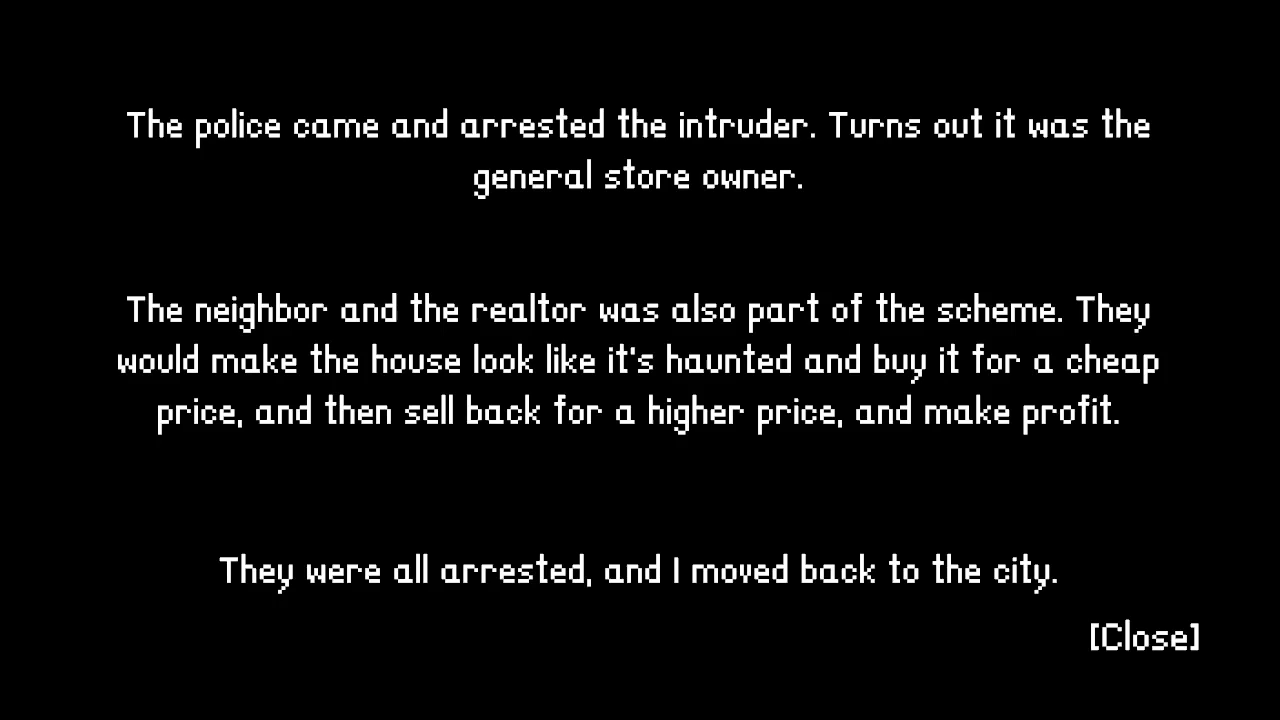 The police came and arrested the intruder. Turns out it was the
general store owner.
The neighbor and the realtor was also part of the scheme. They
would make the house look like it's haunted and buy it for a cheap
price, and then sell back for a higher price, and make profit.
They were all arrested, and I moved back to the city.
[Close]